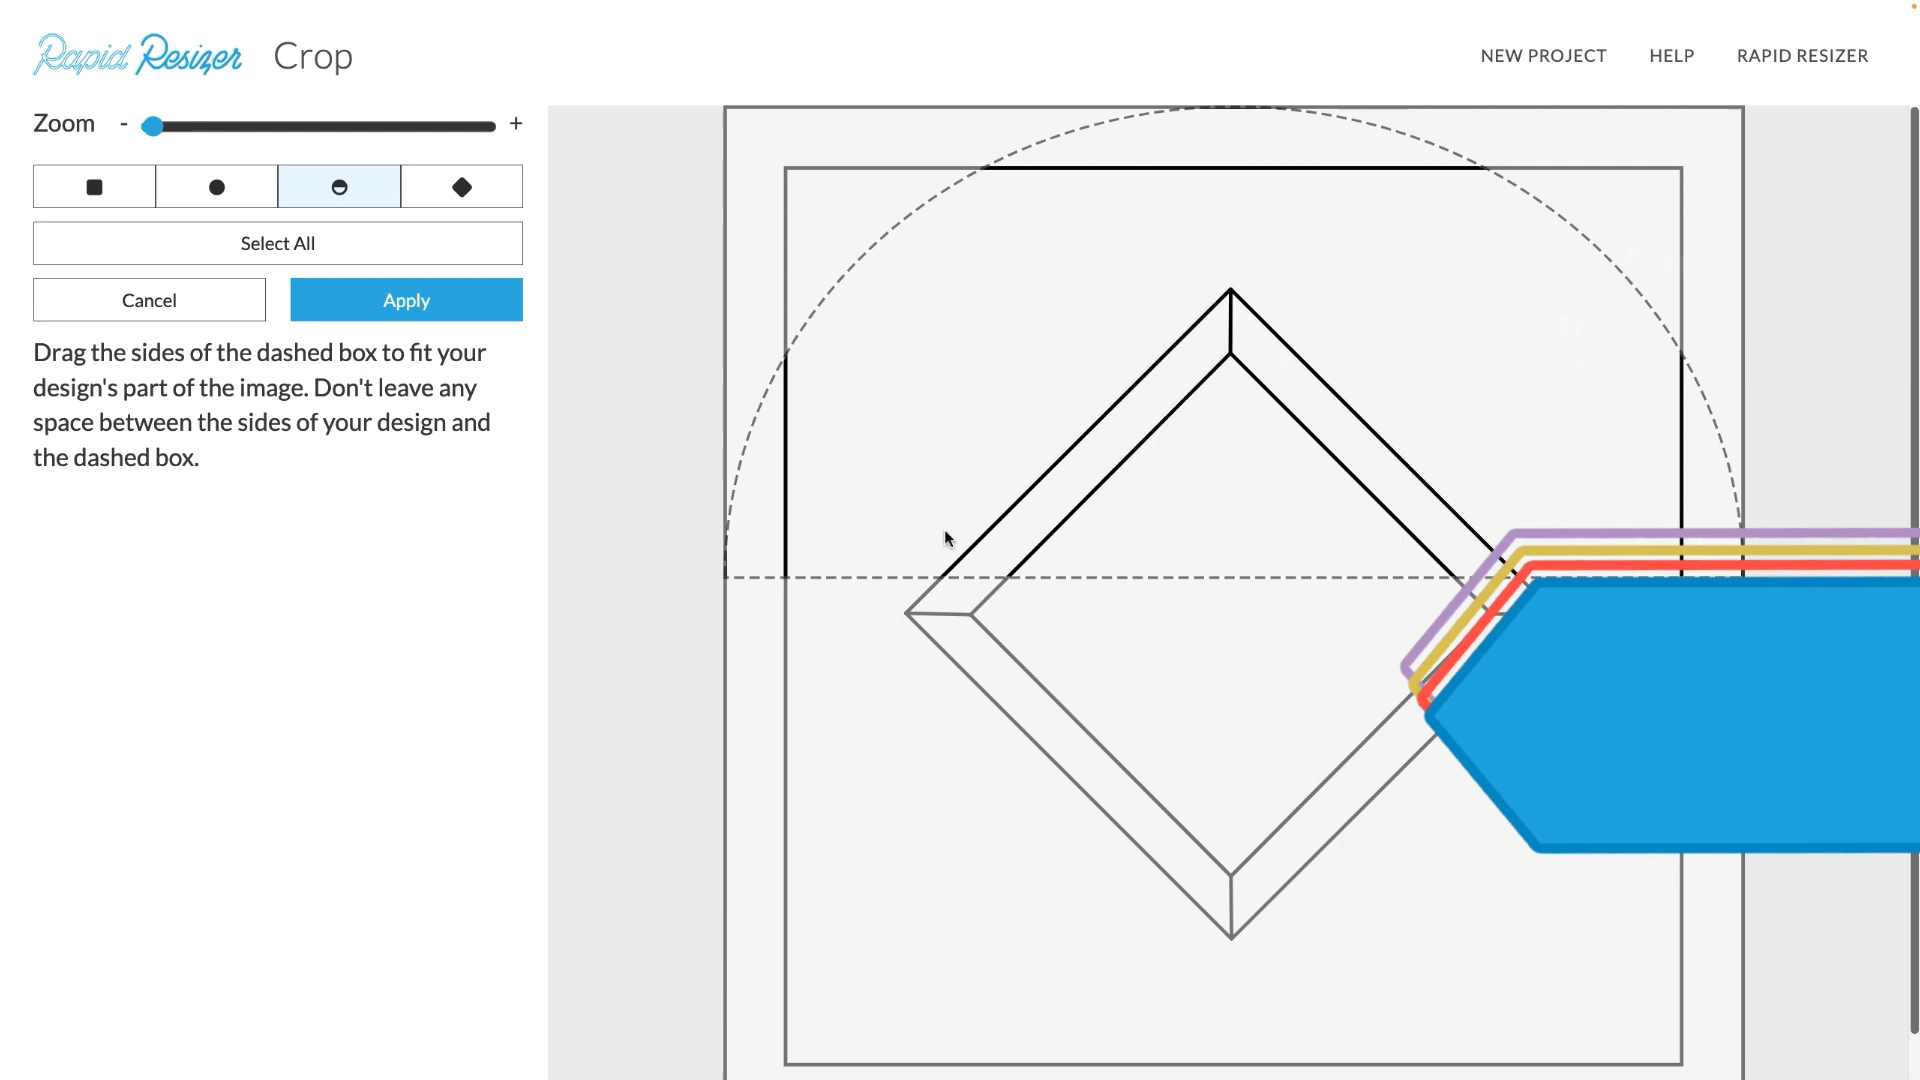 Rapid Resizer Crop
NEW PROJECT HELP RAPID RESIZER
Zoom - +
Select All
Cancel Apply
Drag the sides of the dashed box to fit your
design's part of the image. Don't leave any
space between the sides of your design and
the dashed box.